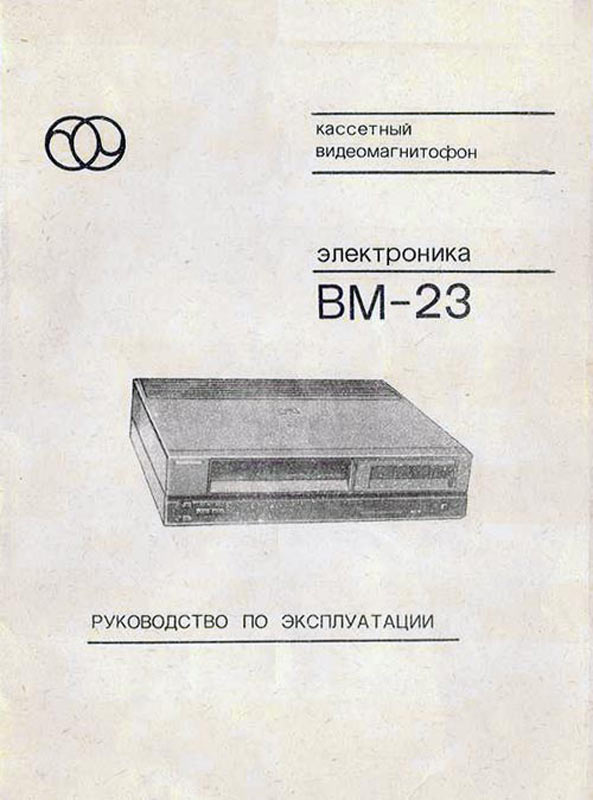 кассетный
видеомагнитофон
электроника
ВМ-23
РУКОВОДСТВО ПО ЭКСПЛУАТАЦИИ